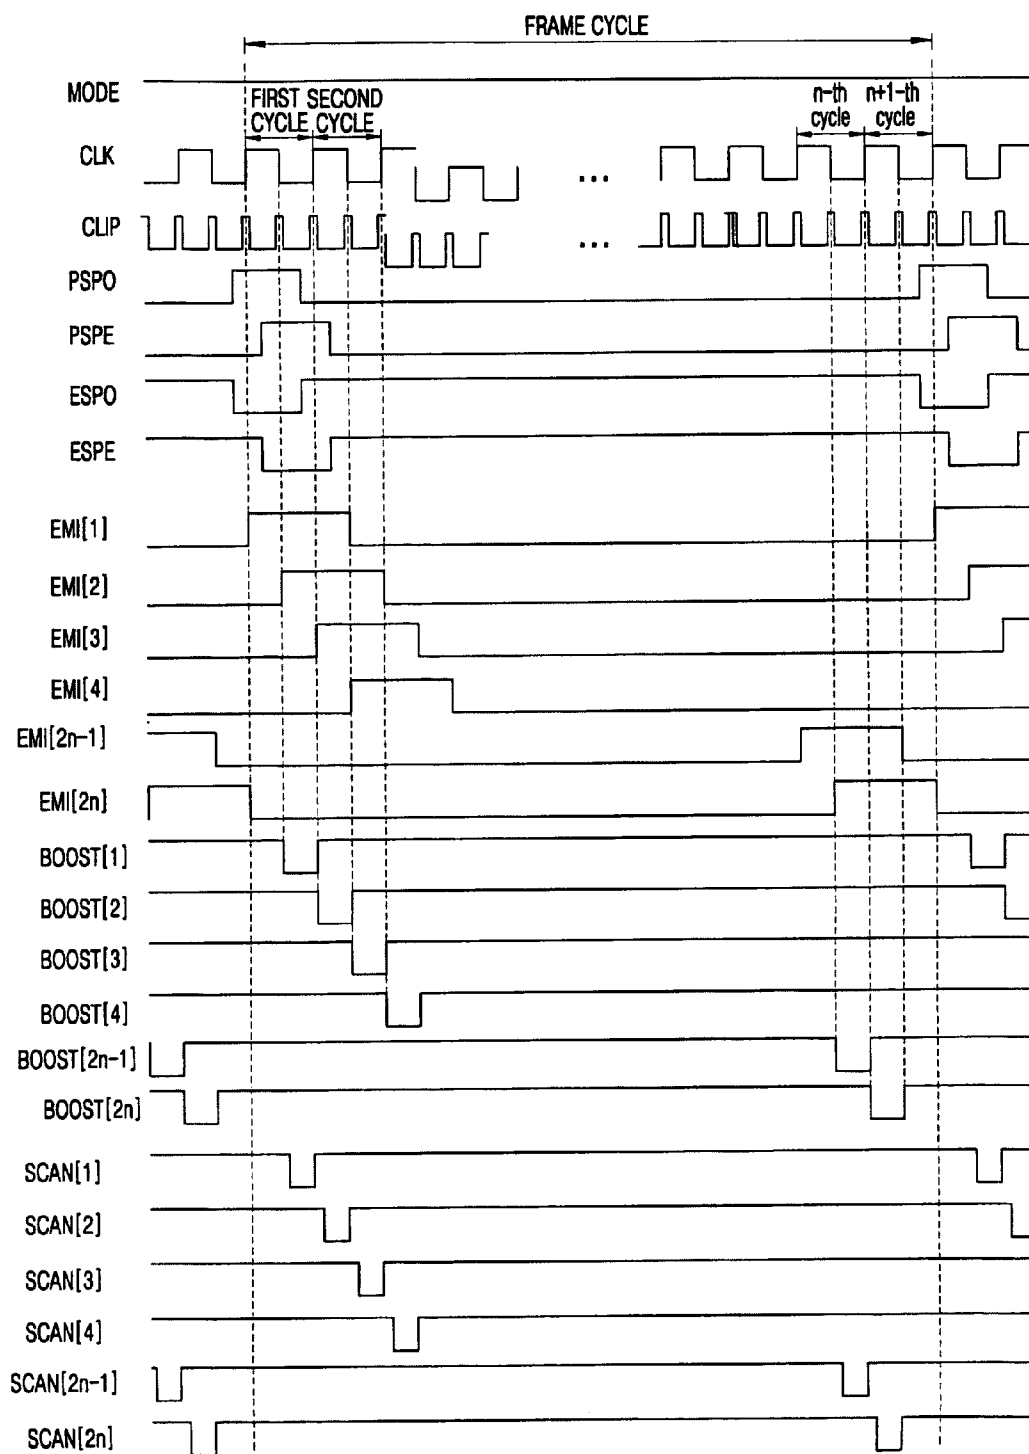 FRAME CYCLE
MODE
FIRST SECOND
CYCLE CYCLE
n-th
cycle
n+1-th
cycle
CLK
...
CLIP
...
PSPO
PSPE
ESPO
ESPE
EMI[1]
EMI[2]
EMI[3]
EMI[4]
EMI[2n-1]
EMI[2n]
BOOST[1]
BOOST[2]
BOOST[3]
BOOST[4]
BOOST[2n-1]
BOOST[2n]
SCAN[1]
SCAN[2]
SCAN[3]
SCAN[4]
SCAN[2n-1]
SCAN[2n]